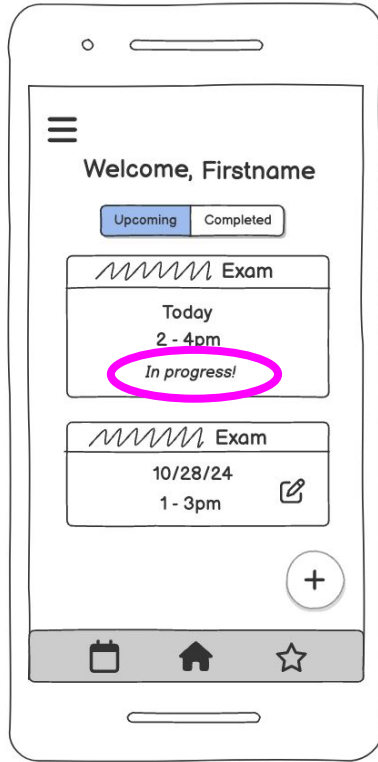 Welcome, Firstname
Upcoming Completed
Exam
Today
2 - 4pm
In progress!
Exam
10/28/24
1 - 3pm